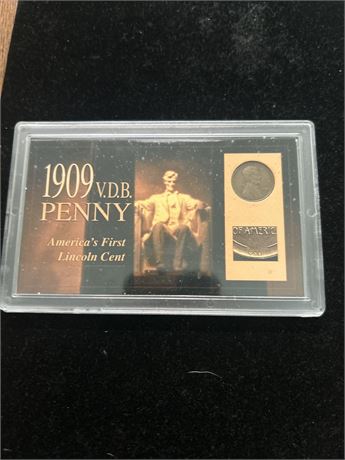 1909 V.D.B.
PENNY
America's First
Lincoln Cent
OF AMERIC